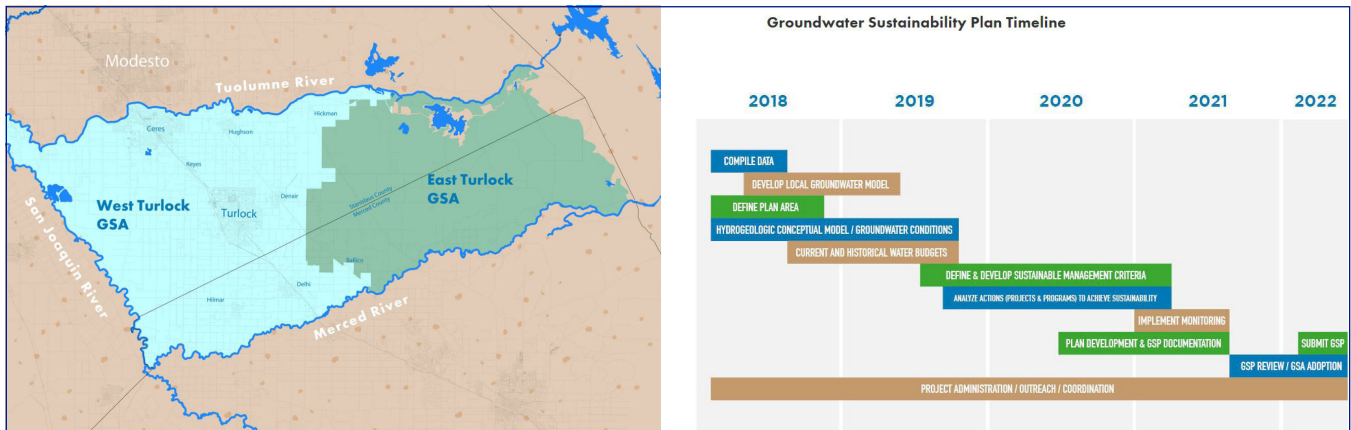 Modesto
Tuolumne River
Hickman
Ceres
Hughson
Keyes
Denair
East Turlock
GSA
Stanislaus County
Merced County
West Turlock
GSA
Turlock
San Joaquin River
Ballico
Delhi
Hilmar
Merced River
Groundwater Sustainability Plan Timeline
2018 2019 2020 2021 2022
COMPILE DATA
DEVELOP LOCAL GROUNDWATER MODEL
DEFINE PLAN AREA
HYDROGEOLOGIC CONCEPTUAL MODEL / GROUNDWATER CONDITIONS
CURRENT AND HISTORICAL WATER BUDGETS
DEFINE & DEVELOP SUSTAINABLE MANAGEMENT CRITERIA
ANALYZE ACTIONS (PROJECTS & PROGRAMS) TO ACHIEVE SUSTAINABILITY
IMPLEMENT MONITORING
PLAN DEVELOPMENT & GSP DOCUMENTATION SUBMIT GSP
GSP REVIEW / GSA ADOPTION
PROJECT ADMINISTRATION / OUTREACH / COORDINATION